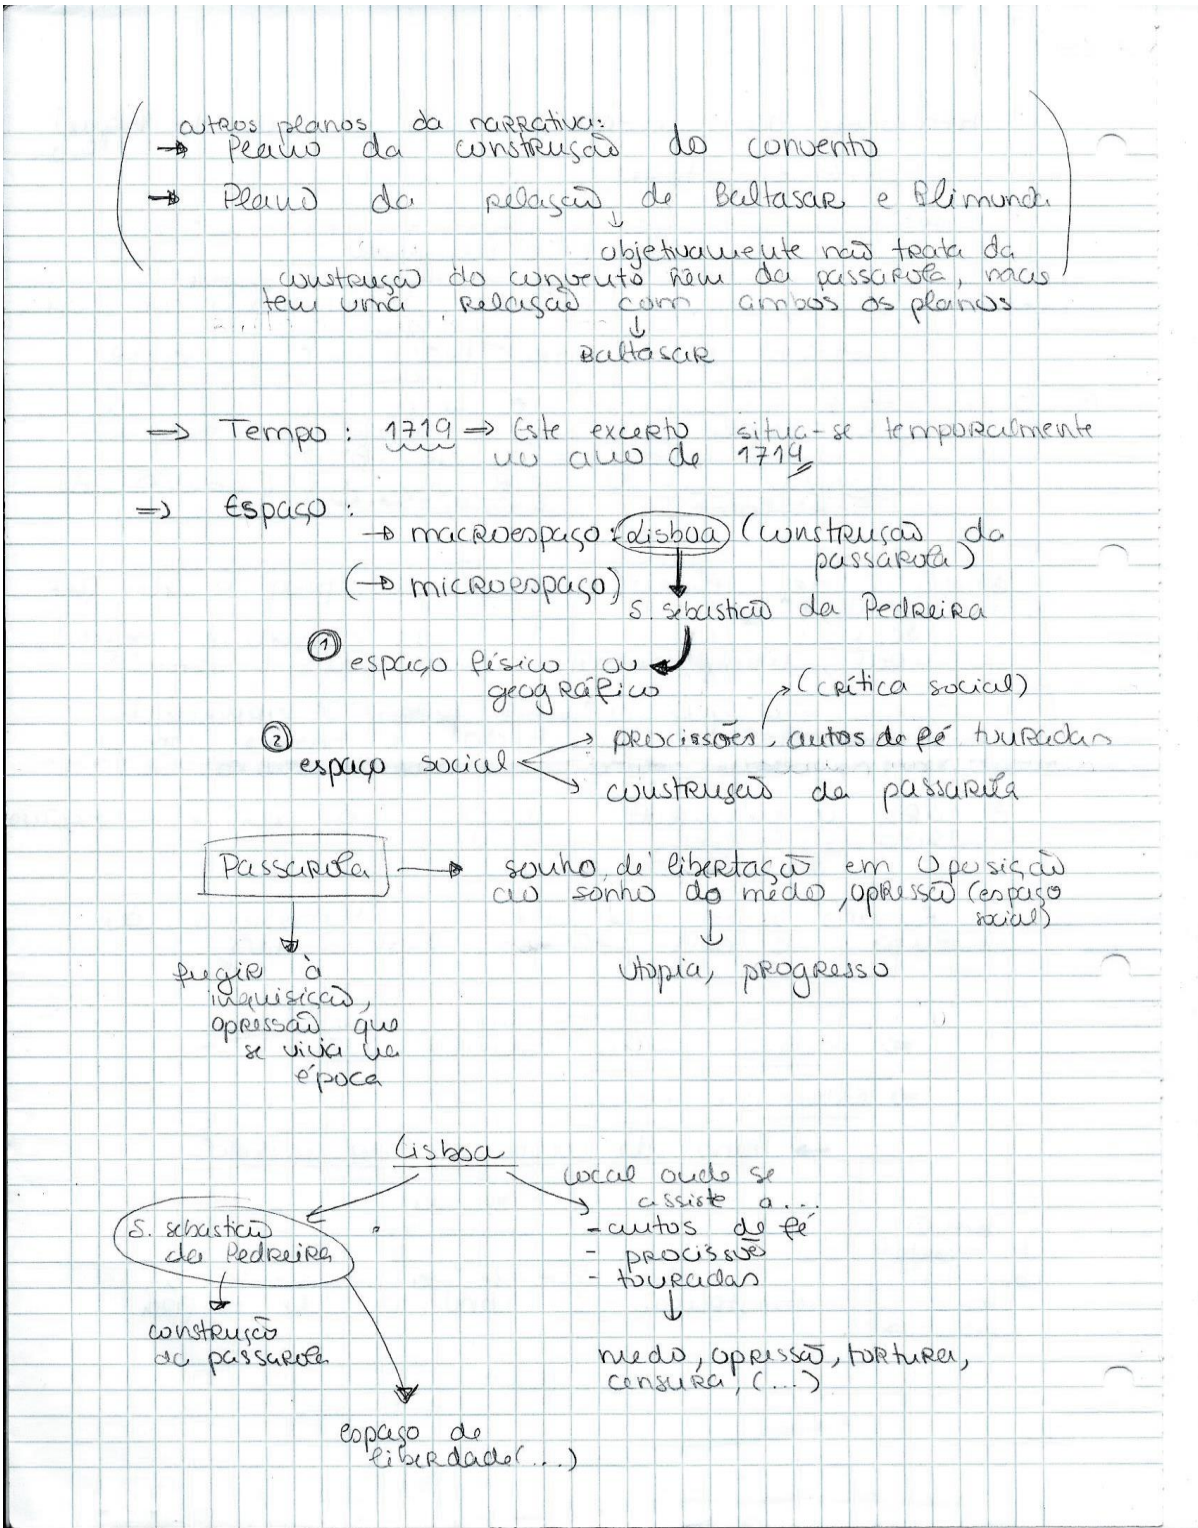 outros planos da narrativa:
→ Plano da construção do convento
→ Plano da relação de Baltasar e Blimunda
↓
objetivamente não trata da
construção do convento nem da passarola, mas
tem uma relação com ambos os planos
↓
Baltasar
⇒ Tempo : 1719 ⇒ Este excerto situa-se temporalmente
no ano de 1719
⇒ Espaço :
→ macroespaço : Lisboa (construção da
passarola)
(→ microespaço)
S. sebastião da Pedreira
① espaço físico ou
geográfico
→ (crítica social)
② → procissões, autos de fé touradas
espaço social
→ construção da passarola
Passarola → sonho de libertação em oposição
ao sonho do medo, opressão (espaço
social)
↓
utopia, progresso
fugir à
inquisição,
opressão que
se vivia na
época
Lisboa
local onde se
assiste a...
S. sebastião
da Pedreira
- autos de fé
- procissõe
- touradas
↓
construção
da passarola
medo, opressão, tortura,
censura, (...)
espaço de
liberdade (...)